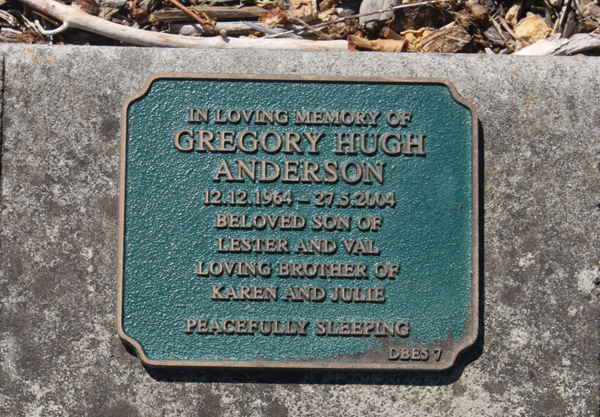 IN LOVING MEMORY OF
GREGORY HUGH
ANDERSON
12.12.1964 – 27.5.2004
BELOVED SON OF
LESTER AND VAL
LOVING BROTHER OF
KAREN AND JULIE
PEACEFULLY SLEEPING
DBES 7